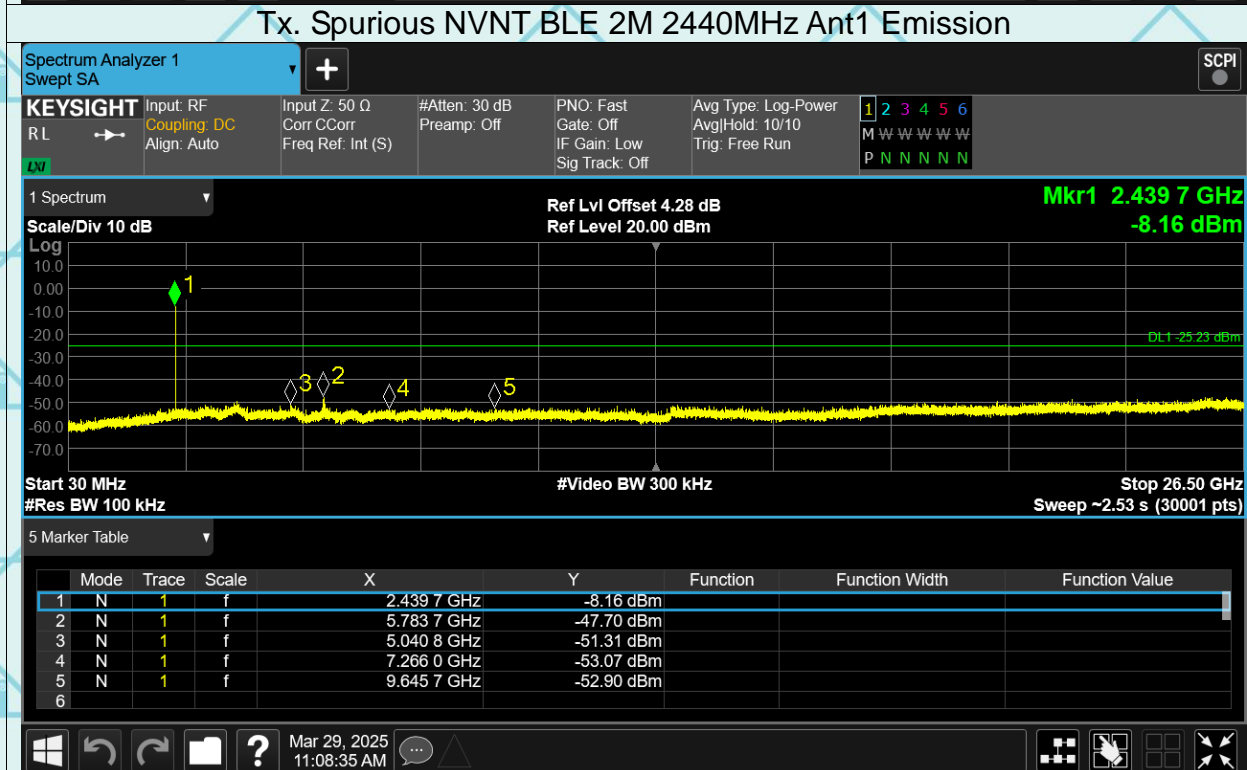 Tx. Spurious NVNT BLE 2M 2440MHz Ant1 Emission
Spectrum Analyzer 1
Swept SA
+
SCPI
KEYSIGHT
RL
LXI
Input: RF
Coupling: DC
Align: Auto
Input Z: 50 Ω
Corr CCorr
Freq Ref: Int (S)
#Atten: 30 dB
Preamp: Off
PNO: Fast
Gate: Off
IF Gain: Low
Sig Track: Off
Avg Type: Log-Power
Avg|Hold: 10/10
Trig: Free Run
1 2 3 4 5 6
M W W W W W
P N N N N N
1 Spectrum
Scale/Div 10 dB
Ref Lvl Offset 4.28 dB
Ref Level 20.00 dBm
Mkr1 2.439 7 GHz
-8.16 dBm
Log
10.0
0.00
-10.0
-20.0
-30.0
-40.0
-50.0
-60.0
-70.0
1
DL1 -25.23 dBm
3
2
4
5
Start 30 MHz
#Video BW 300 kHz
Stop 26.50 GHz
#Res BW 100 kHz
Sweep ~2.53 s (30001 pts)
5 Marker Table
Mode Trace Scale X Y Function Function Width Function Value
1 N 1 f 2.439 7 GHz -8.16 dBm
2 N 1 f 5.783 7 GHz -47.70 dBm
3 N 1 f 5.040 8 GHz -51.31 dBm
4 N 1 f 7.266 0 GHz -53.07 dBm
5 N 1 f 9.645 7 GHz -52.90 dBm
6
?
Mar 29, 2025
11:08:35 AM